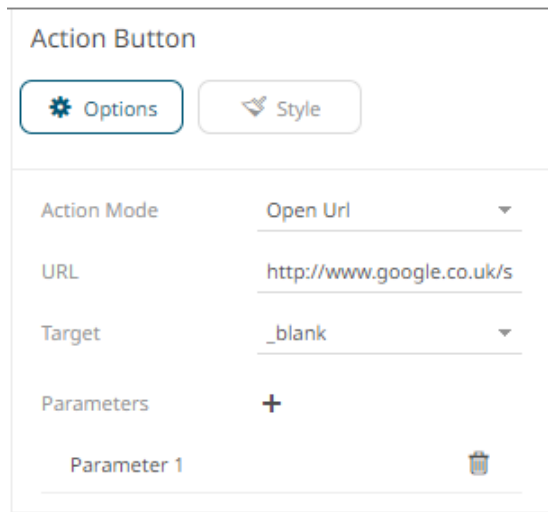 Action Button
Options Style
Action Mode Open Url
URL http://www.google.co.uk/s
Target _blank
Parameters +
Parameter 1